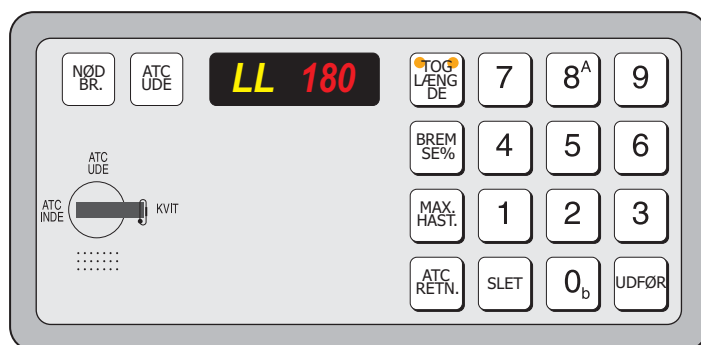 NØD
BR.
ATC
UDE
LL 180
TOG
LÆNG
DE
7
8A
9
BREM
SE%
4
5
6
ATC
UDE
ATC
INDE
KVIT
MAX.
HAST.
1
2
3
ATC
RETN.
SLET
0b
UDFØR